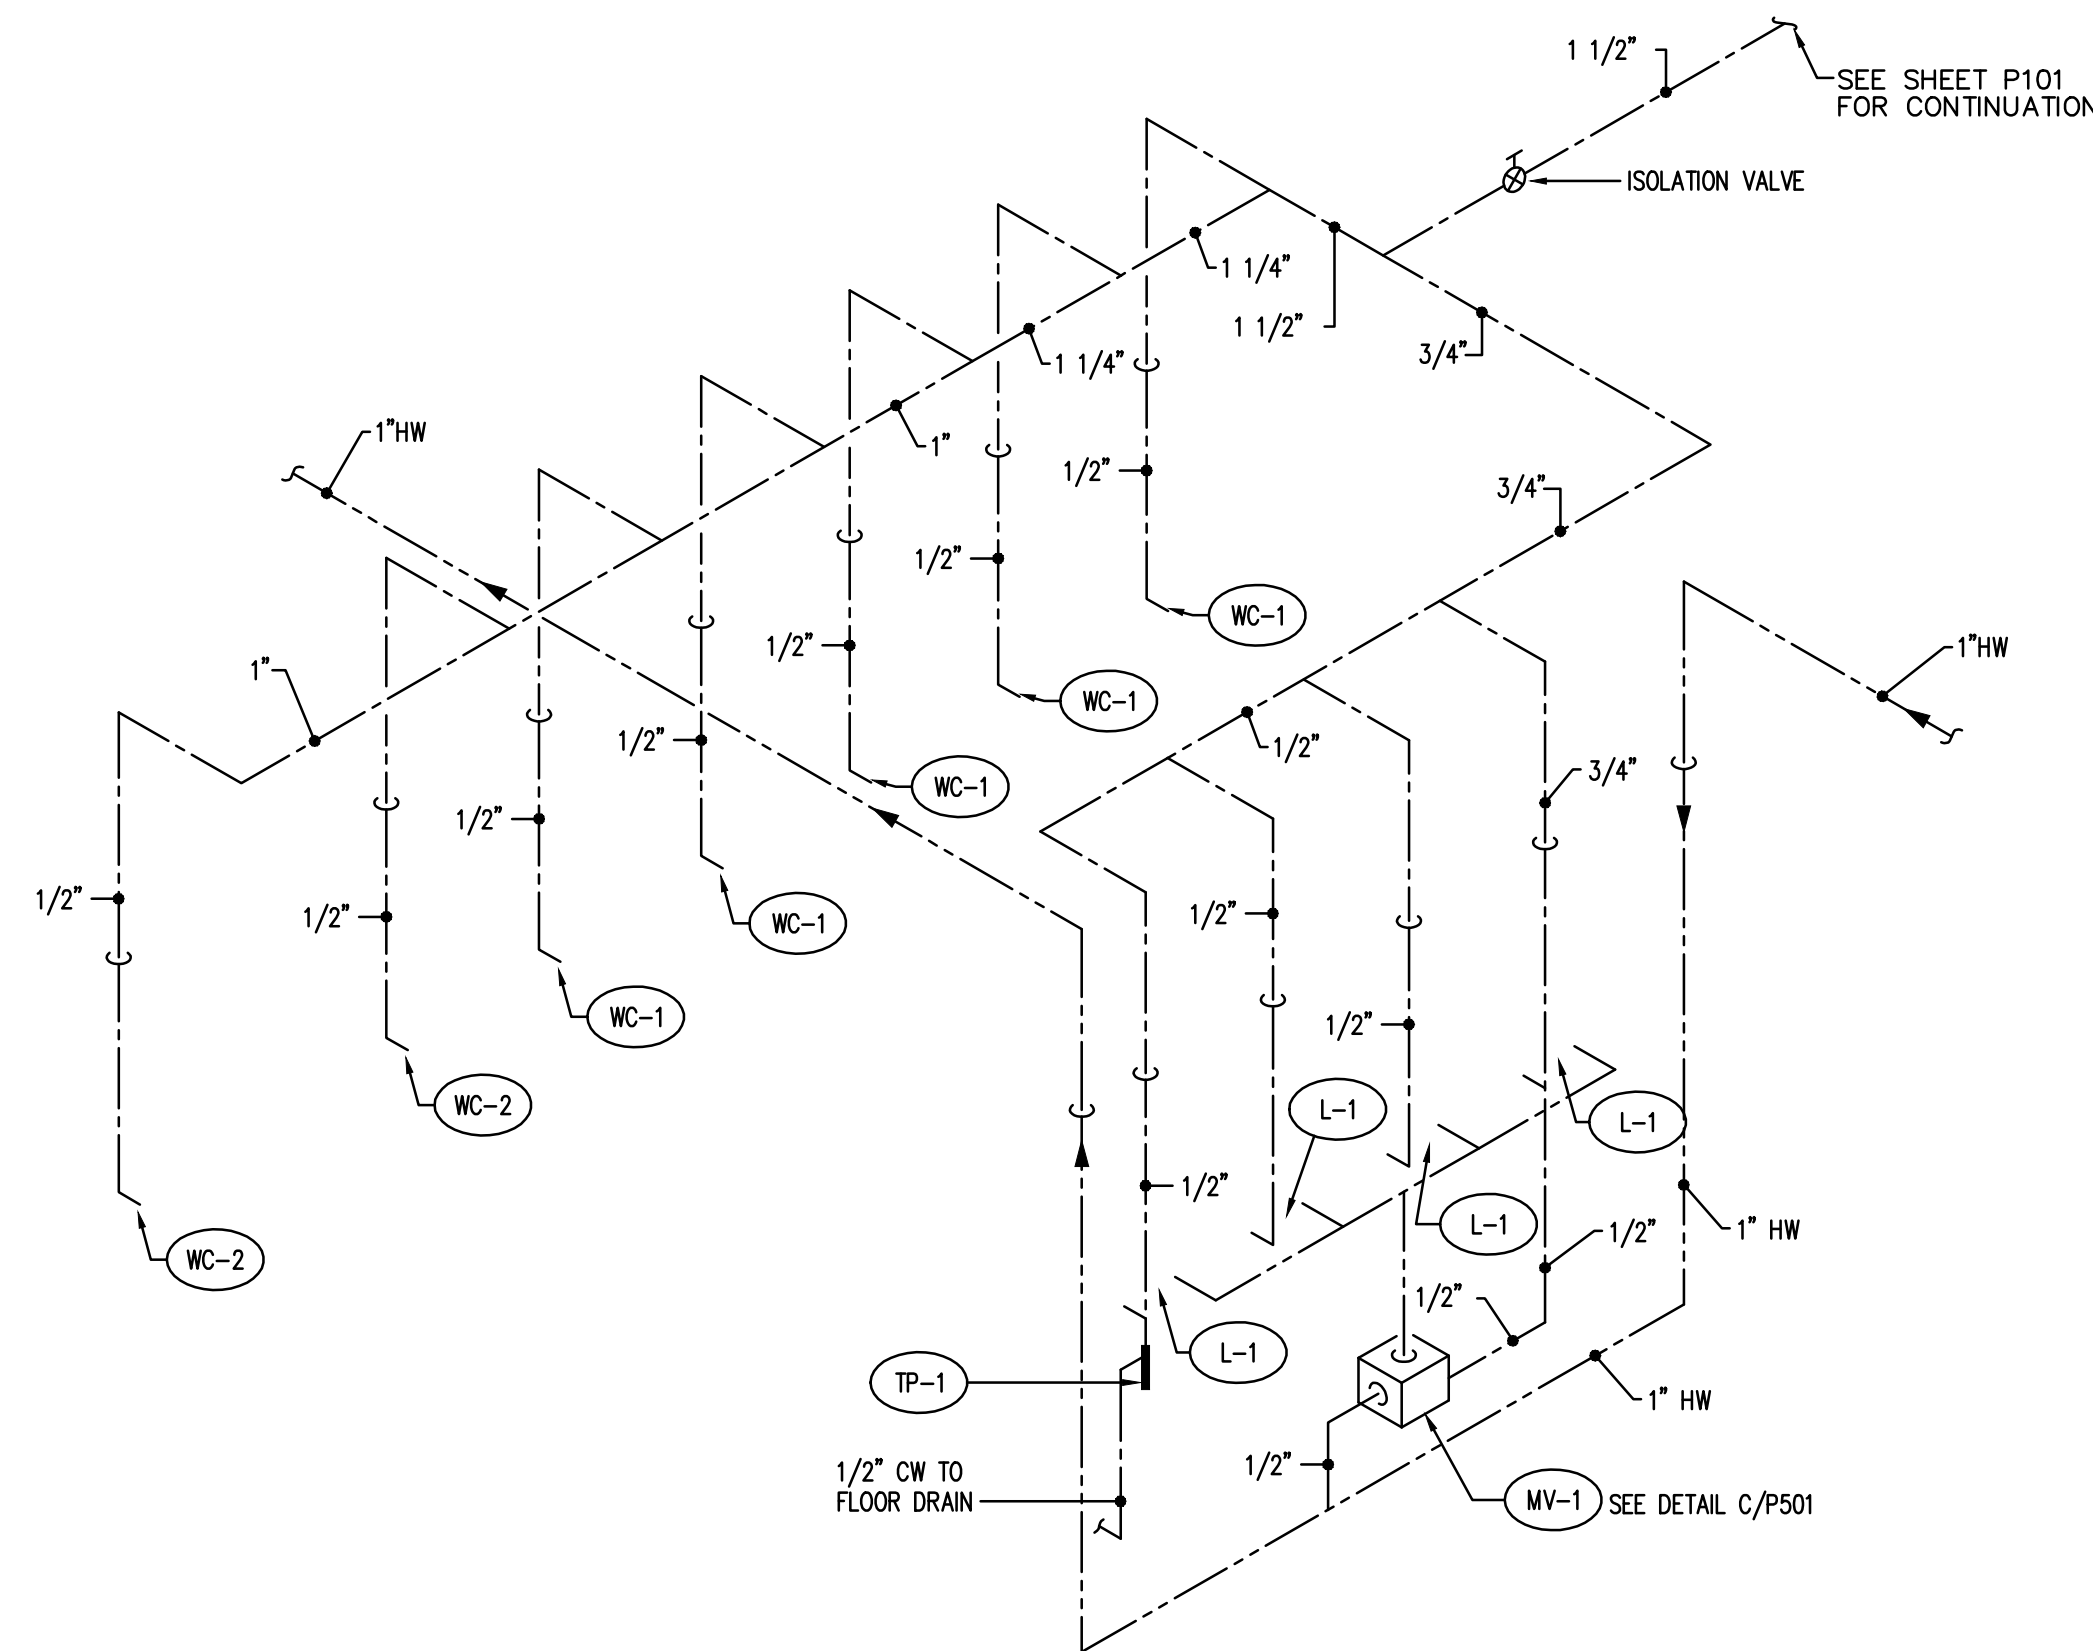 1 1/2”
SEE SHEET P101
FOR CONTINUATION
ISOLATION VALVE
1 1/4”
1 1/2”
3/4”
1 1/4”
1”HW
1”
1/2”
3/4”
1/2”
WC-1
1/2”
1”HW
1”
WC-1
1/2”
1/2”
3/4”
WC-1
1/2”
1/2”
1/2”
1/2”
WC-1
WC-1
1/2”
L-1
WC-2
L-1
1/2”
L-1
1” HW
1/2”
WC-2
1/2”
L-1
TP-1
1” HW
1/2” CW TO
FLOOR DRAIN
1/2”
MV-1
SEE DETAIL C/P501